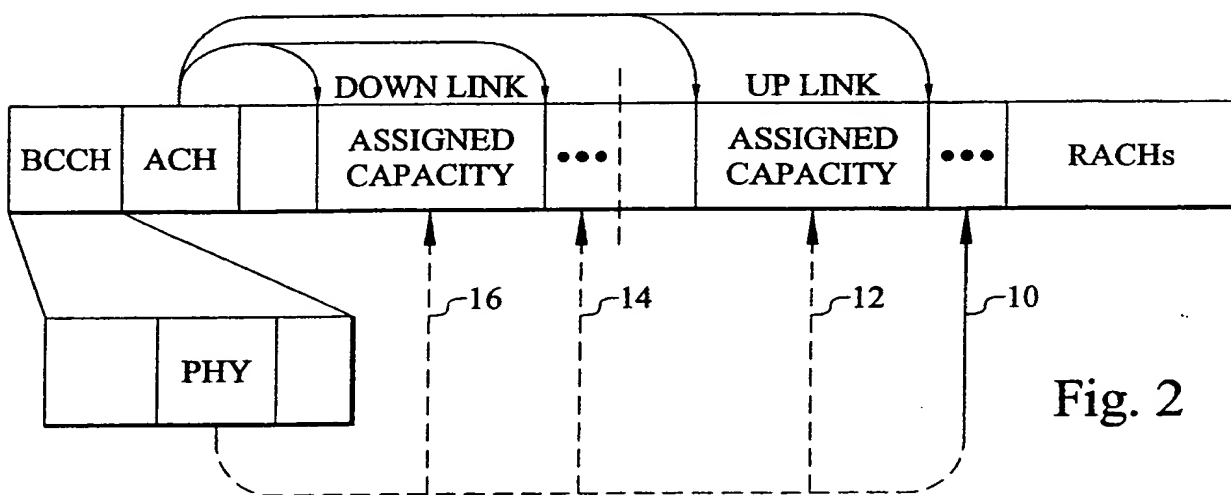 DOWN LINK
UP LINK
BCCH
ACH
ASSIGNED
CAPACITY
•••
ASSIGNED
CAPACITY
•••
RACHs
PHY
16
14
12
10
Fig. 2